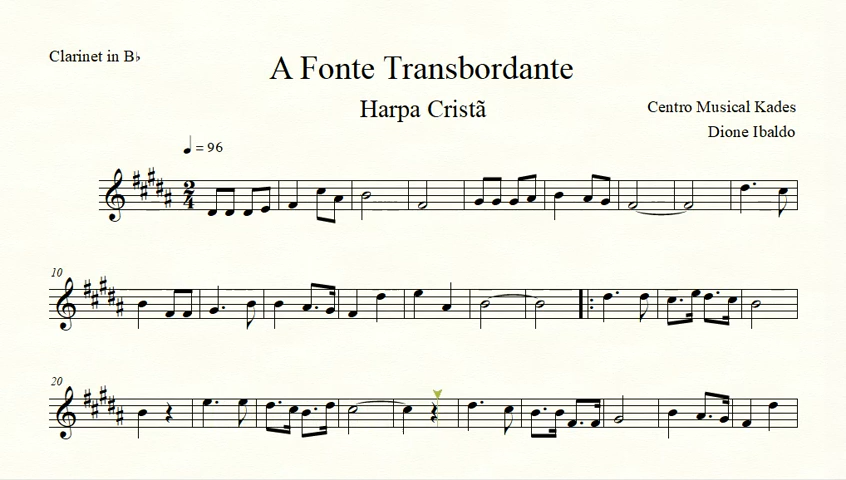 Clarinet in B♭
A Fonte Transbordante
Harpa Cristã
Centro Musical Kades
Dione Ibaldo
♩ = 96
2
4
10
20